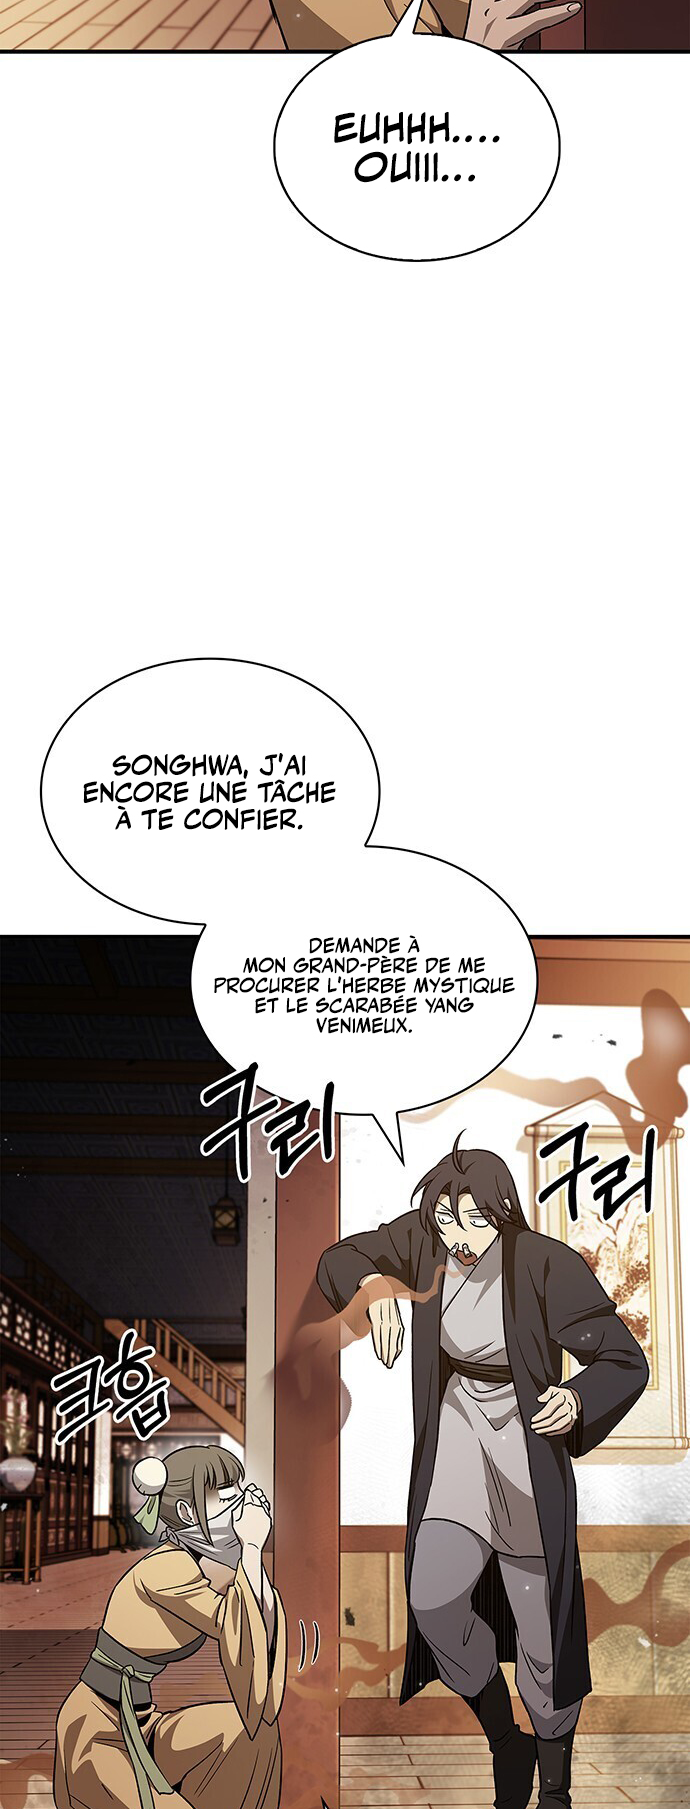 EUHHH....
OUIII...
SONGHWA, J'AI
ENCORE UNE TÂCHE
À TE CONFIER.
DEMANDE À
MON GRAND-PÈRE DE ME
PROCURER L'HERBE MYSTIQUE
ET LE SCARABÉE YANG
VENIMEUX.
구리
구리
크흡